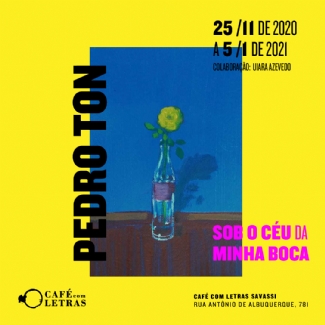 25/11 DE 2020
A 5/1 DE 2021
COLABORAÇÃO: UIARA AZEVEDO
PEDRO TON
SOB O CÉU DA
MINHA BOCA
CAFÉ com
LETRAS
CAFÉ COM LETRAS SAVASSI
RUA ANTÔNIO DE ALBUQUERQUE, 781